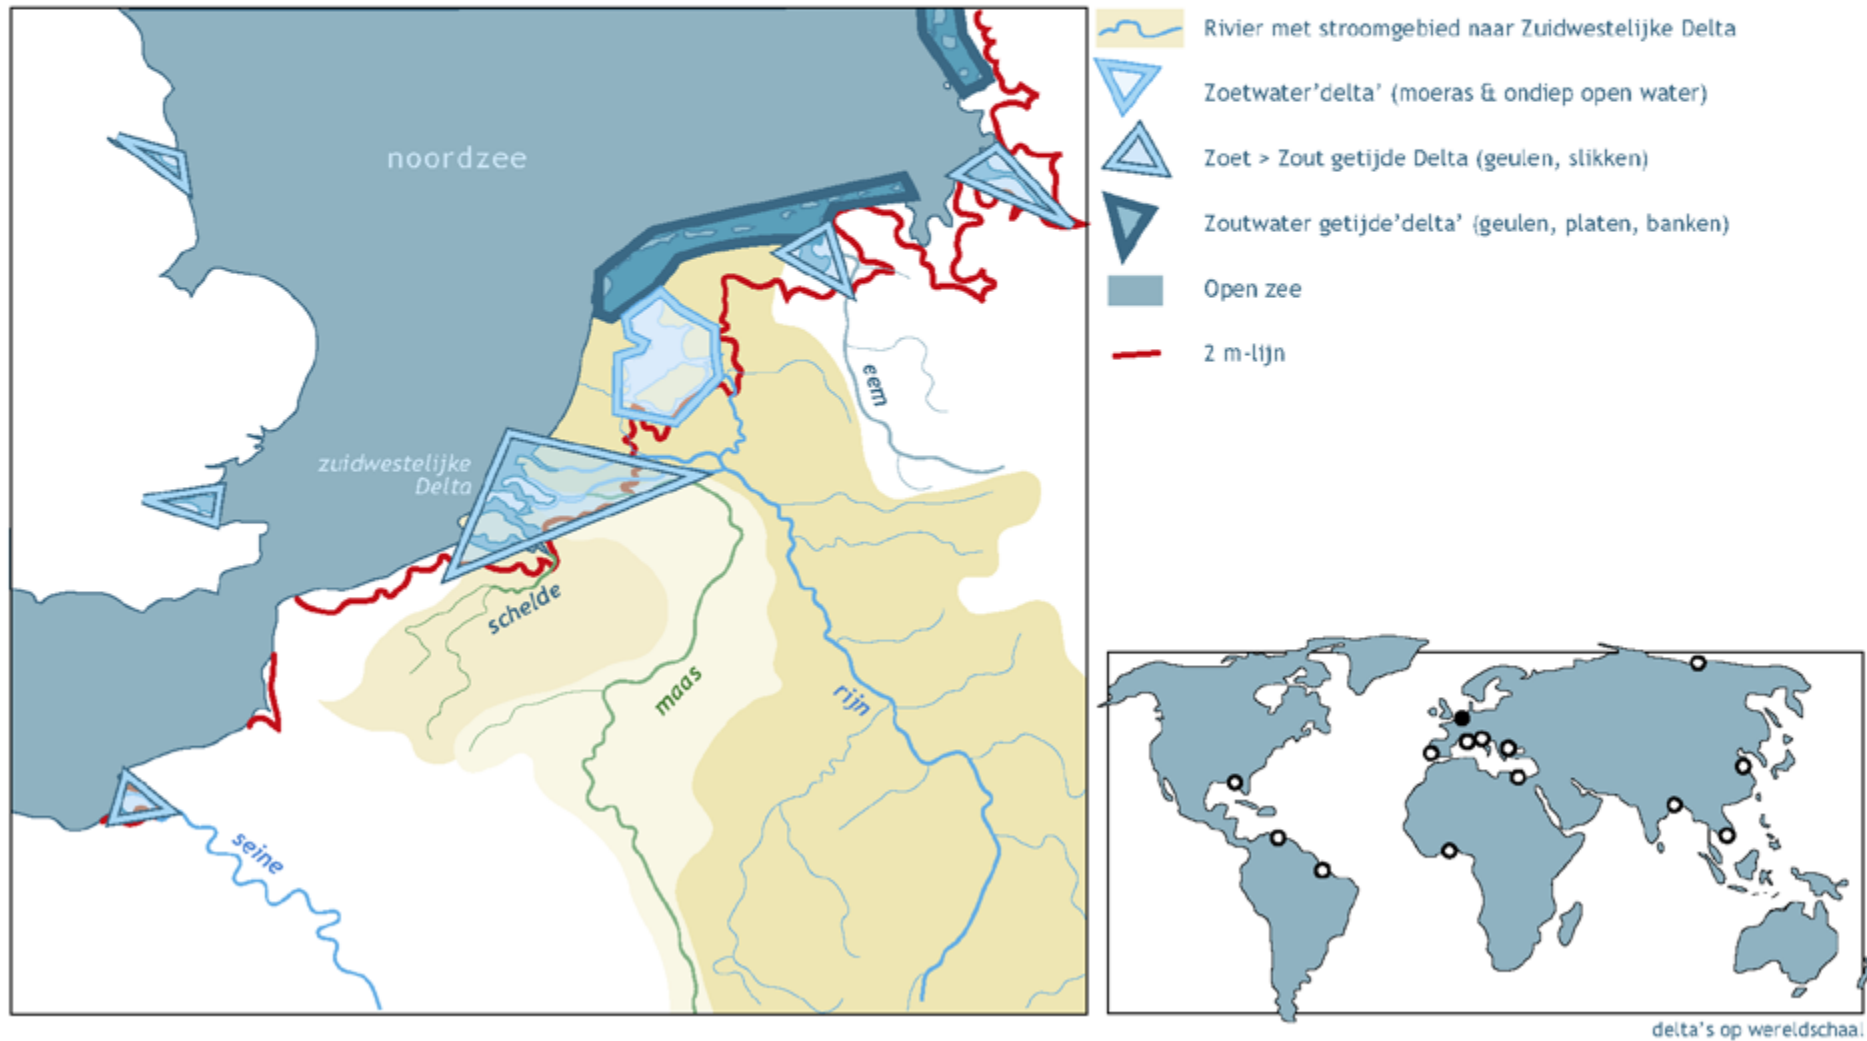 noordzee
zuidwestelijke
Delta
eem
schelde
maas
rijn
seine
Rivier met stroomgebied naar Zuidwestelijke Delta
Zoetwater'delta' (moeras & ondiep open water)
Zoet > Zout getijde Delta (geulen, slikken)
Zoutwater getijde'delta' (geulen, platen, banken)
Open zee
2 m-lijn
delta's op wereldschaal